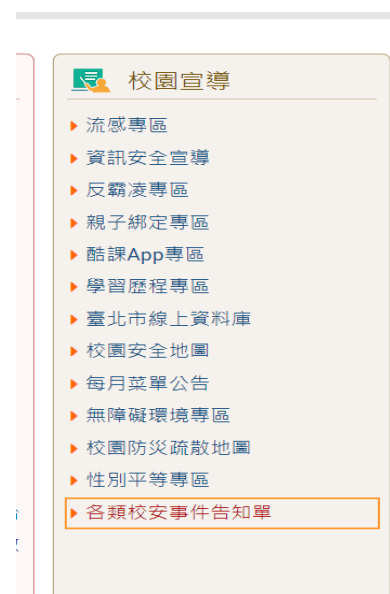 校園宣導
流感專區
資訊安全宣導
反霸凌專區
親子綁定專區
酷課App專區
學習歷程專區
臺北市線上資料庫
校園安全地圖
每月菜單公告
無障礙環境專區
校園防災疏散地圖
性別平等專區
各類校安事件告知單